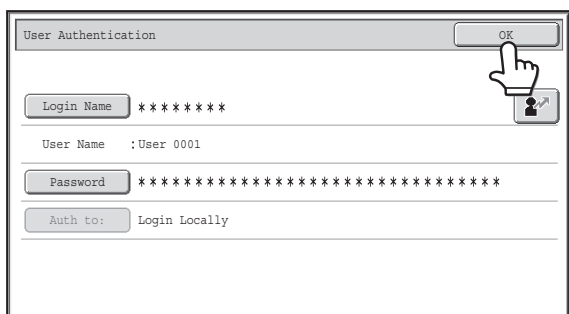 User Authentication OK
Login Name ********
User Name :User 0001
Password ********************************
Auth to: Login Locally